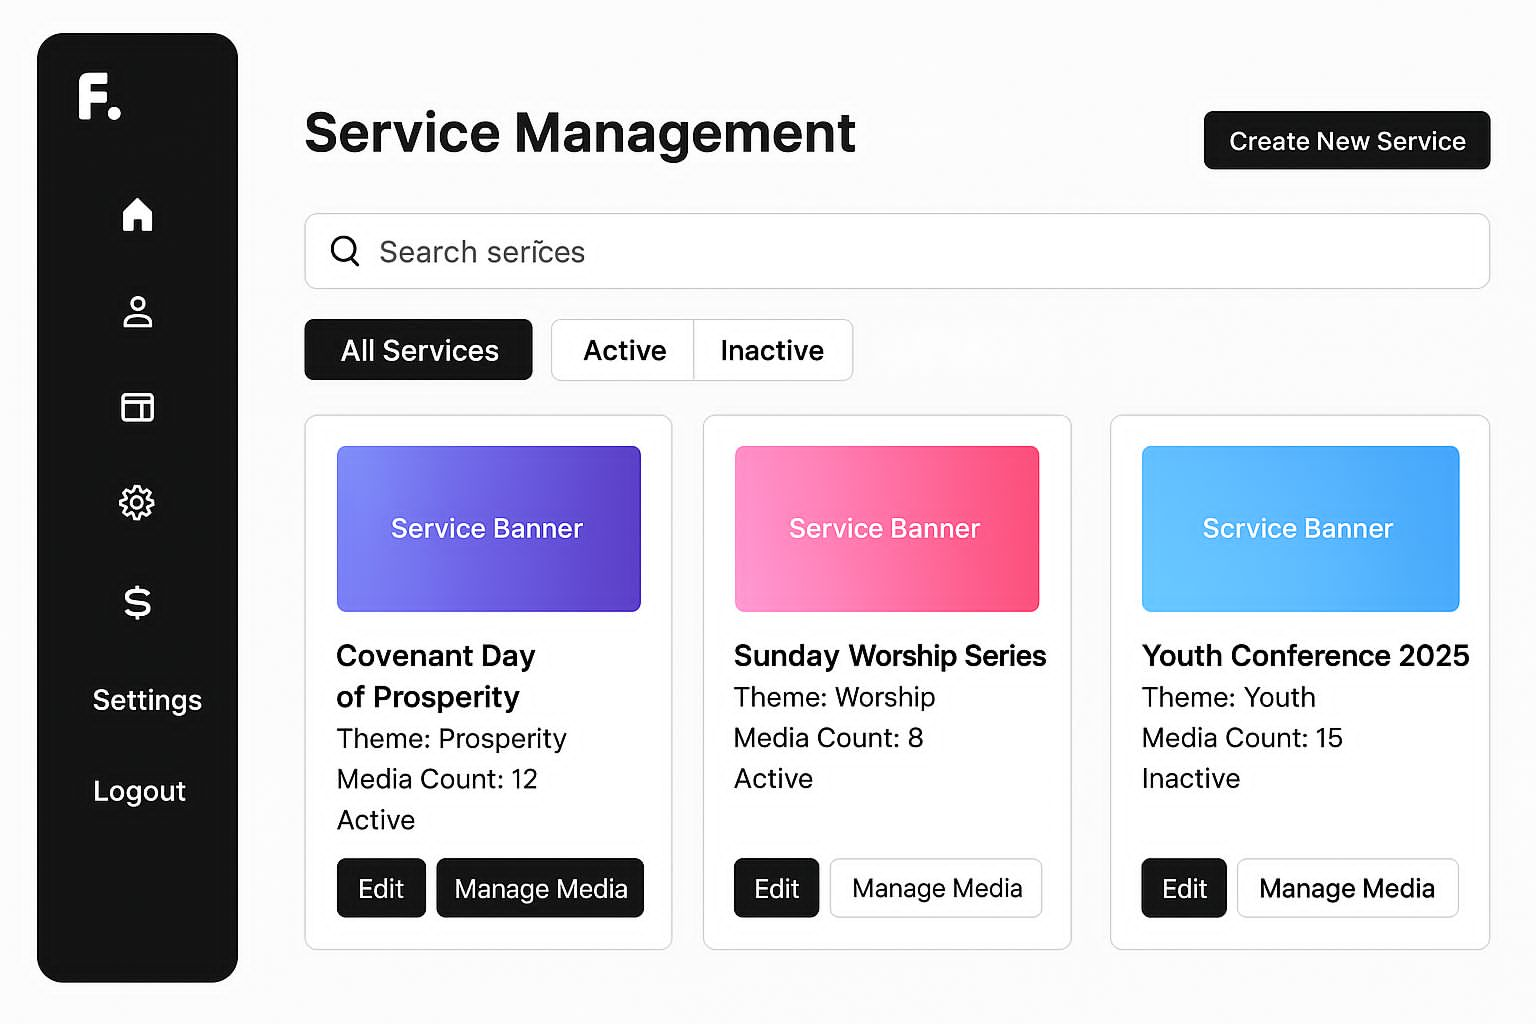 F.
Service Management
Create New Service
Search serîces
All Services
Active
Inactive
Service Banner
Covenant Day
of Prosperity
Theme: Prosperity
Media Count: 12
Active
Edit
Manage Media
Service Banner
Sunday Worship Series
Theme: Worship
Media Count: 8
Active
Edit
Manage Media
Scrvice Banner
Youth Conference 2025
Theme: Youth
Media Count: 15
Inactive
Edit
Manage Media
$
Settings
Logout